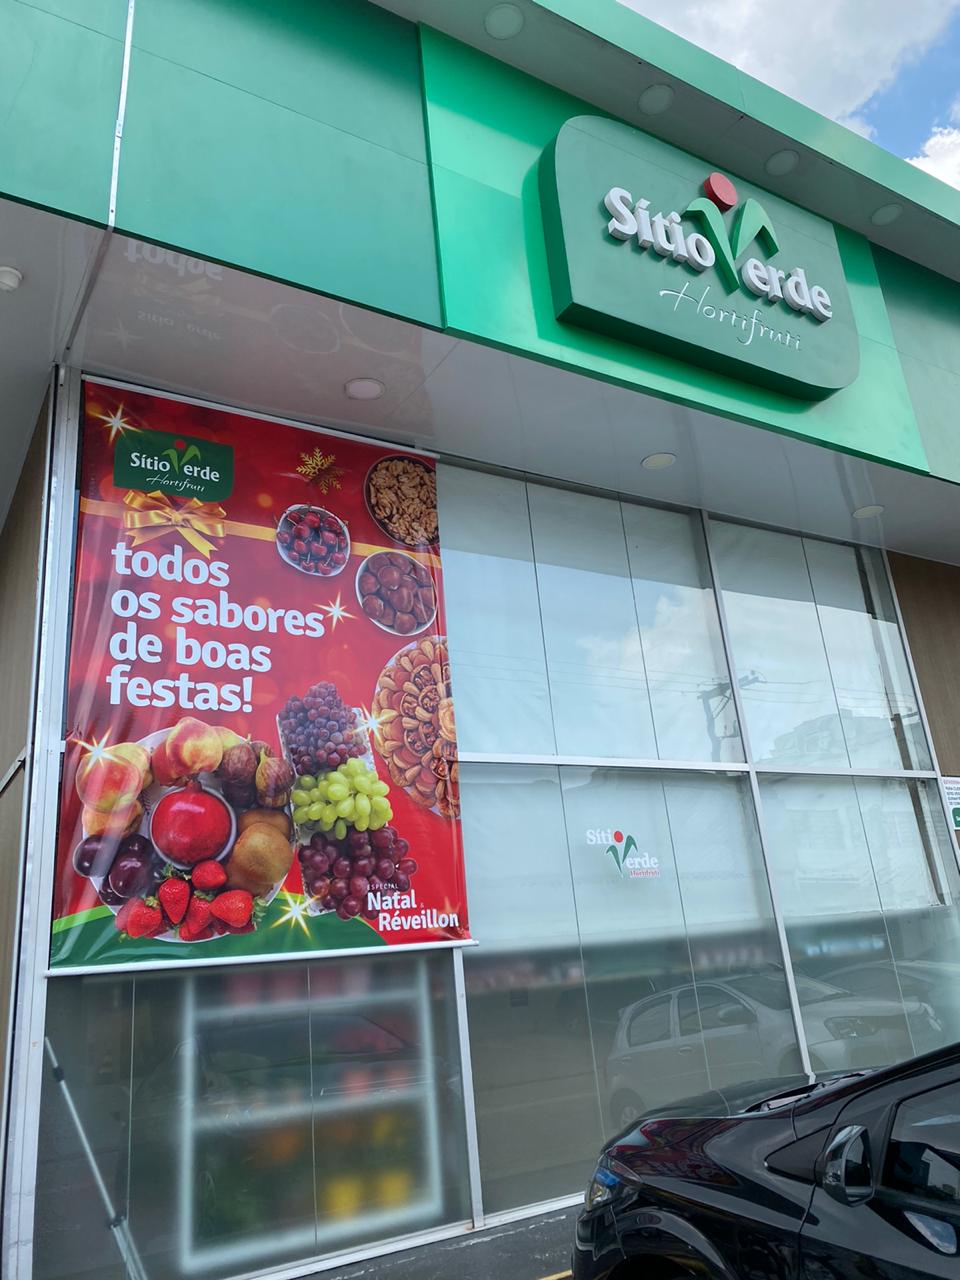 Sítio Verde
Hortifruti
Sítio Verde
Hortifruti
todos
os sabores
de boas
festas!
ESPECIAL
Natal &
Réveillon
Sítio
Verde
Hortifruti